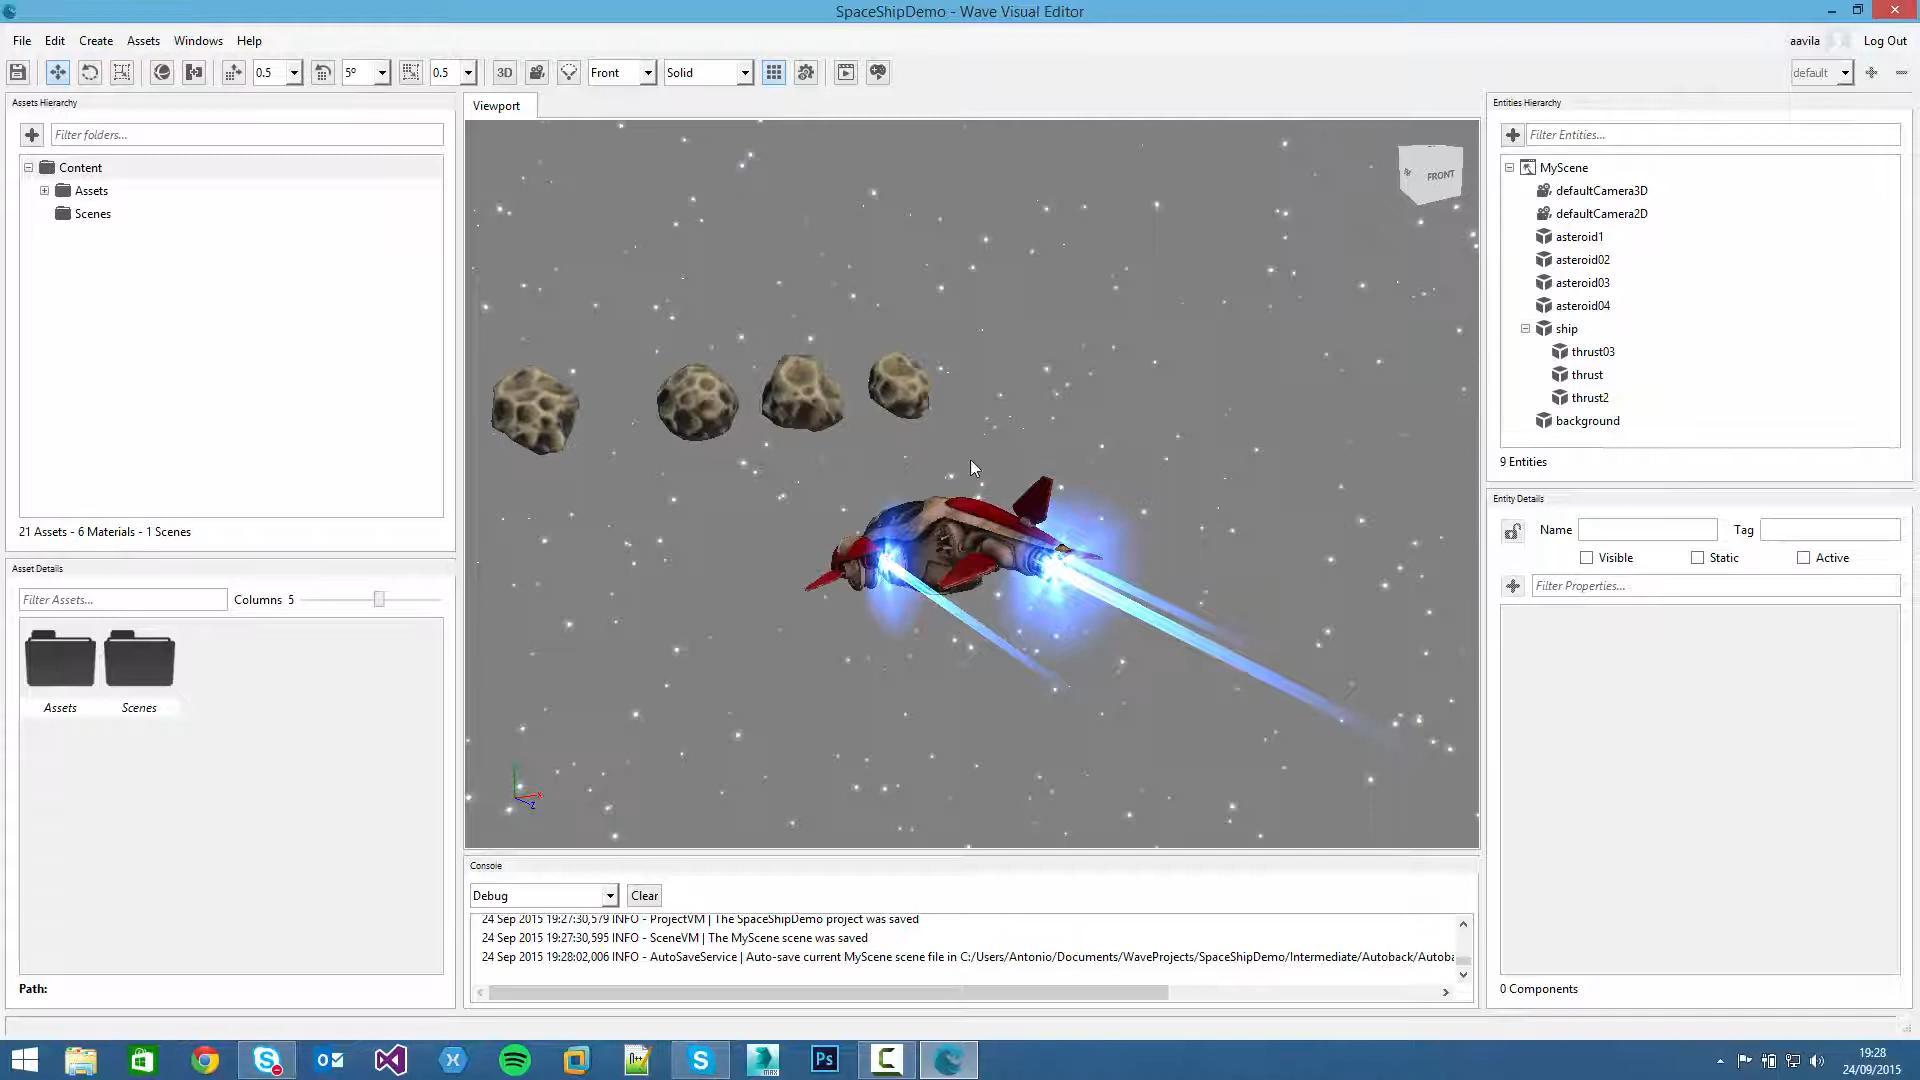 SpaceShipDemo - Wave Visual Editor
File Edit Create Assets Windows Help
aavila Log Out
0.5 5º 0.5 3D Front Solid default
Assets Hierarchy
Filter folders...
Content
Assets
Scenes
21 Assets - 6 Materials - 1 Scenes
Asset Details
Filter Assets... Columns 5
Assets Scenes
Path:
Viewport
FRONT
x
z
Console
Debug Clear
24 Sep 2015 19:27:30,579 INFO - ProjectVM | The SpaceShipDemo project was saved
24 Sep 2015 19:27:30,595 INFO - SceneVM | The MyScene scene was saved
24 Sep 2015 19:28:02,006 INFO - AutoSaveService | Auto-save current MyScene scene file in C:/Users/Antonio/Documents/WaveProjects/SpaceShipDemo/Intermediate/Autoback/Autoba
Entities Hierarchy
Filter Entities...
MyScene
defaultCamera3D
defaultCamera2D
asteroid1
asteroid02
asteroid03
asteroid04
ship
thrust03
thrust
thrust2
background
9 Entities
Entity Details
Name Tag
Visible Static Active
Filter Properties...
0 Components
Ps
19:28
24/09/2015